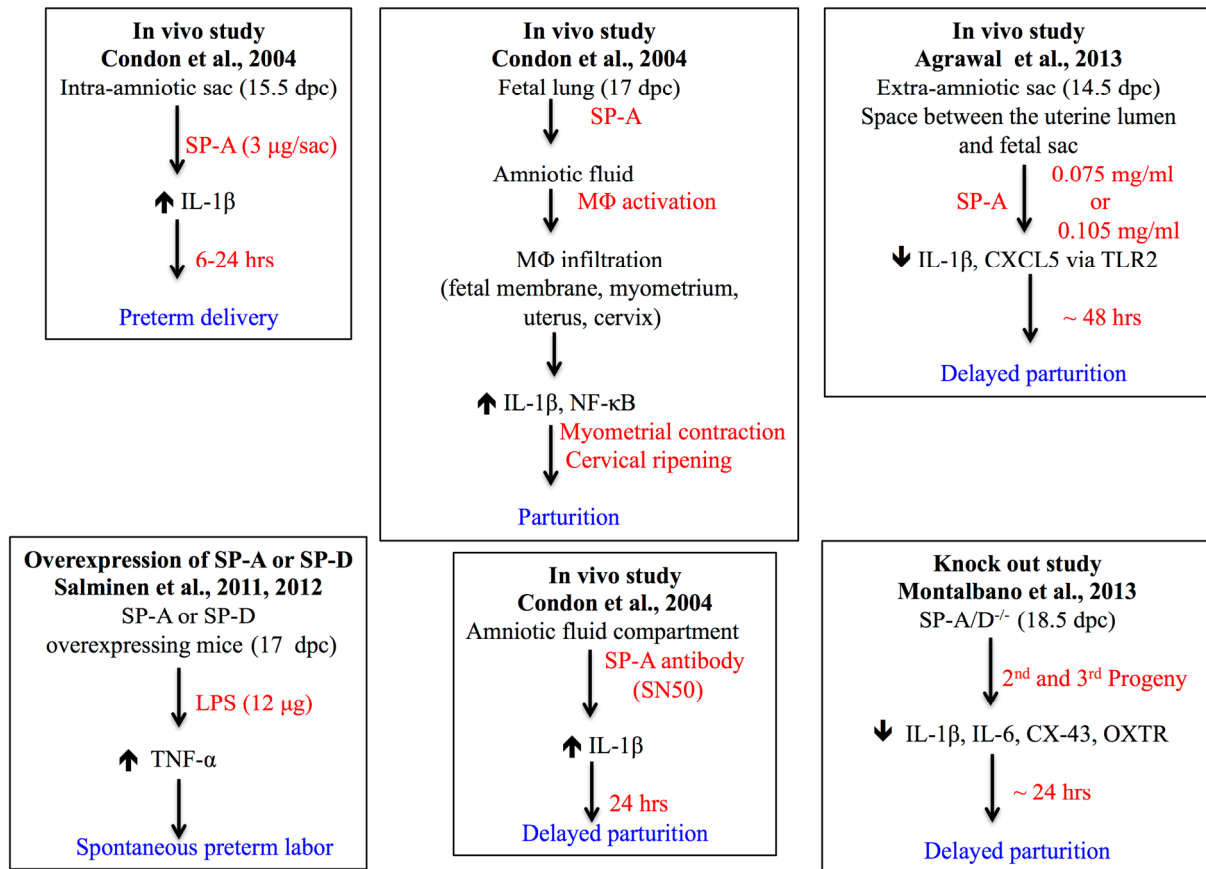 In vivo study
Condon et al., 2004
Intra-amniotic sac (15.5 dpc)
SP-A (3 μg/sac)
IL-1β
6-24 hrs
Preterm delivery
In vivo study
Condon et al., 2004
Fetal lung (17 dpc)
SP-A
Amniotic fluid
MΦ activation
MΦ infiltration
(fetal membrane, myometrium,
uterus, cervix)
IL-1β, NF-κB
Myometrial contraction
Cervical ripening
Parturition
In vivo study
Agrawal et al., 2013
Extra-amniotic sac (14.5 dpc)
Space between the uterine lumen
and fetal sac
SP-A
0.075 mg/ml
or
0.105 mg/ml
IL-1β, CXCL5 via TLR2
~ 48 hrs
Delayed parturition
Overexpression of SP-A or SP-D
Salminen et al., 2011, 2012
SP-A or SP-D
overexpressing mice (17 dpc)
LPS (12 μg)
TNF-α
Spontaneous preterm labor
In vivo study
Condon et al., 2004
Amniotic fluid compartment
SP-A antibody
(SN50)
IL-1β
24 hrs
Delayed parturition
Knock out study
Montalbano et al., 2013
SP-A/D-/- (18.5 dpc)
2nd and 3rd Progeny
IL-1β, IL-6, CX-43, OXTR
~ 24 hrs
Delayed parturition